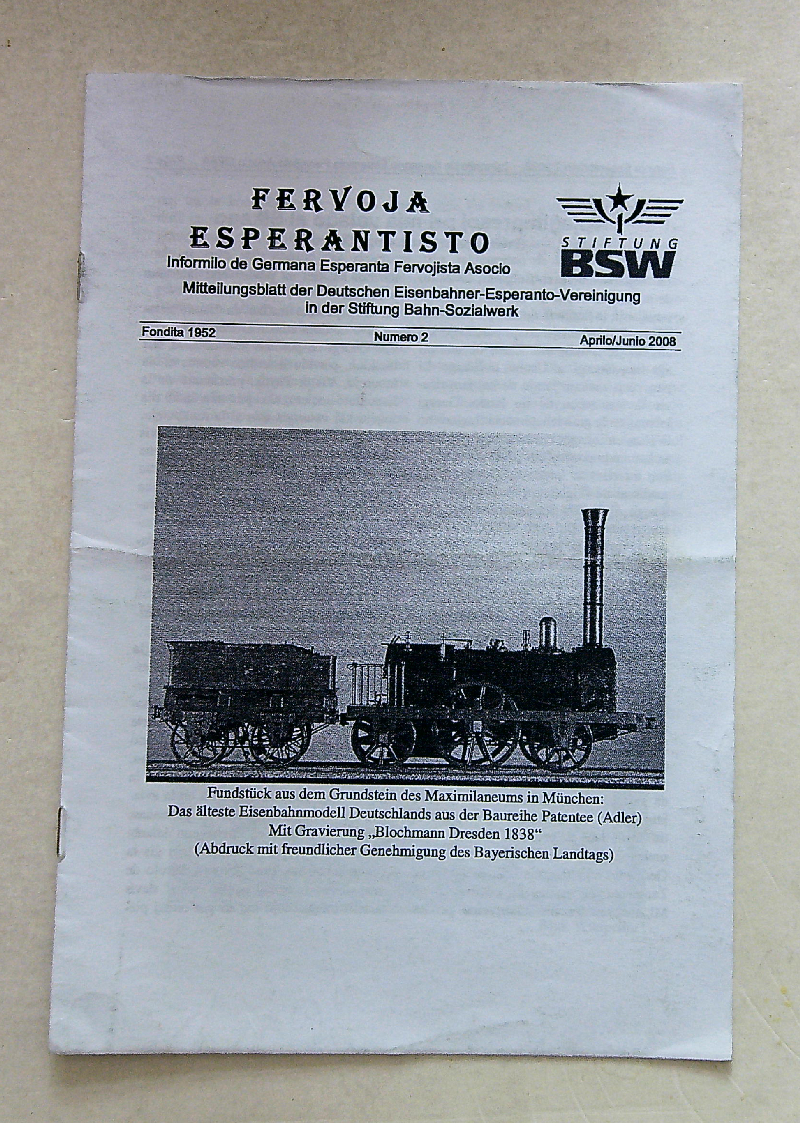 FERVOJA
ESPERANTISTO
Informilo de Germana Esperanta Fervojista Asocio
STIFTUNG
BSW
Mitteilungsblatt der Deutschen Eisenbahner-Esperanto-Vereinigung
in der Stiftung Bahn-Sozialwerk
Fondita 1952 Numero 2 Aprilo/Junio 2008
Fundstück aus dem Grundstein des Maximilaneums in München:
Das älteste Eisenbahnmodell Deutschlands aus der Baureihe Patentee (Adler)
Mit Gravierung „Blochmann Dresden 1838“
(Abdruck mit freundlicher Genehmigung des Bayerischen Landtags)